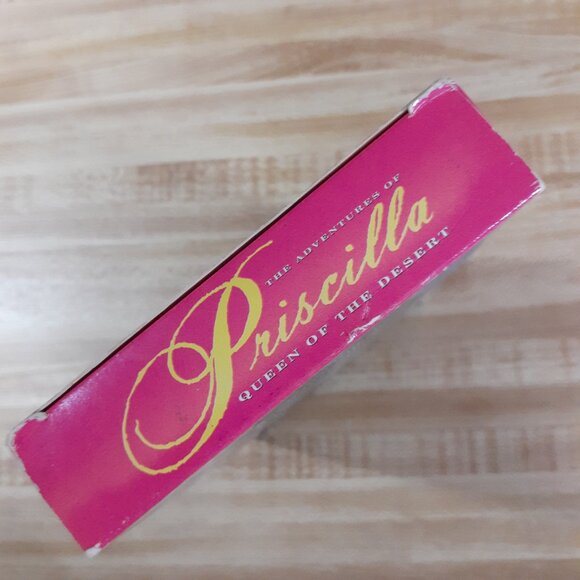 THE ADVENTURES OF
Priscilla
QUEEN OF THE DESERT